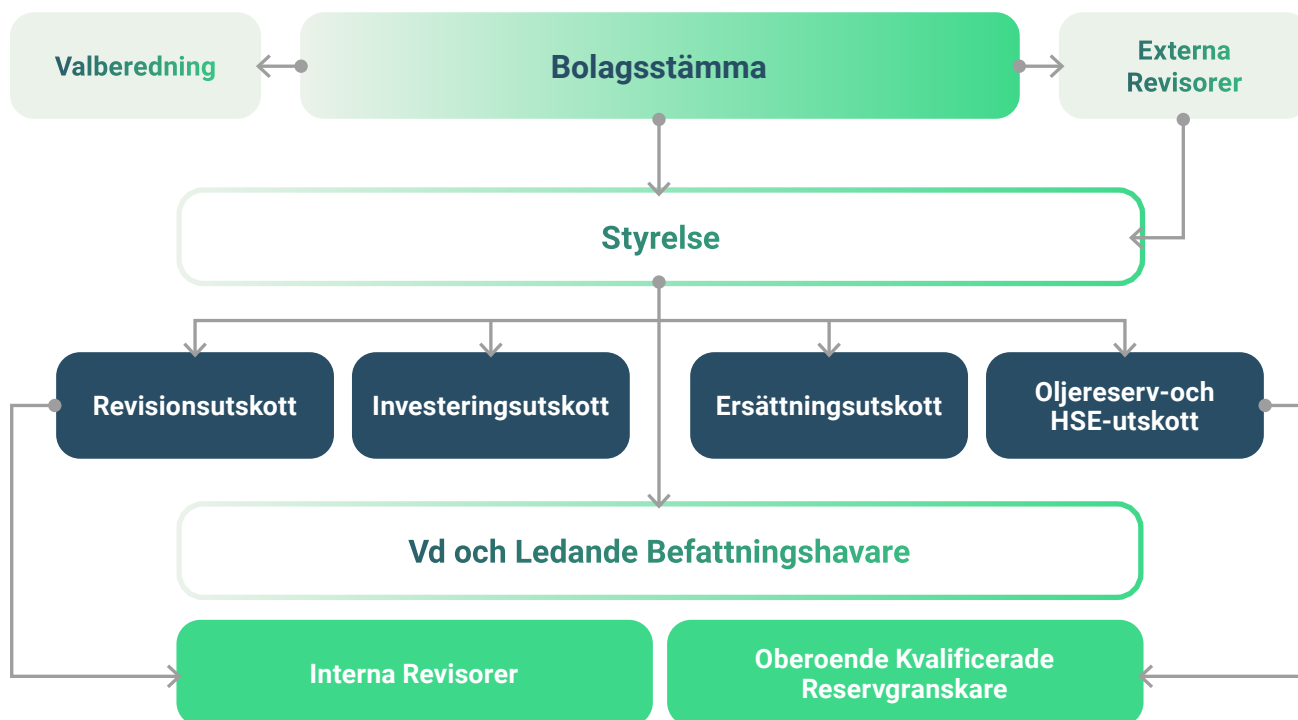 Valberedning
Bolagsstämma
Externa
Revisorer
Styrelse
Revisionsutskott
Investeringsutskott
Ersättningsutskott
Oljereserv-och
HSE-utskott
Vd och Ledande Befattningshavare
Interna Revisorer
Oberoende Kvalificerade
Reservgranskare